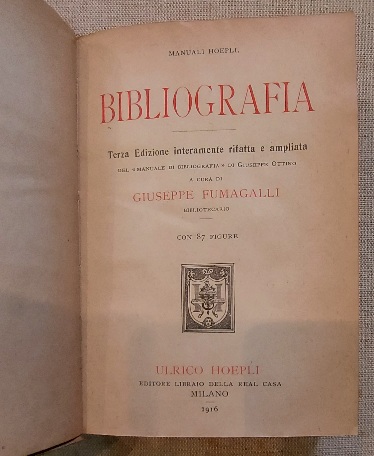 MANUALI HOEPLI.
BIBLIOGRAFIA
Terza Edizione interamente rifatta e ampliata
DEL «MANUALE DI BIBLIOGRAFIA» DI GIUSEPPE OTTINO
A CURA DI
GIUSEPPE FUMAGALLI
BIBLIOTECARIO
CON 87 FIGURE
ULRICO HOEPLI
EDITORE LIBRAIO DELLA REAL CASA
MILANO
1916